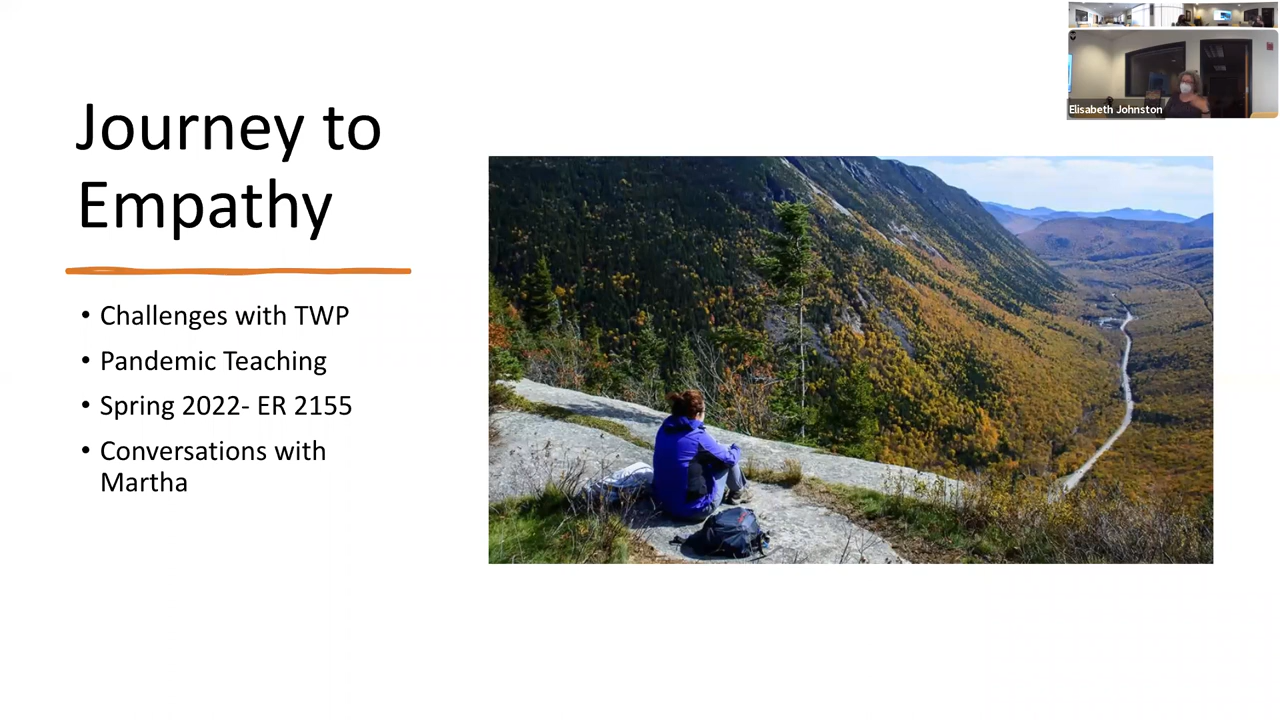 Journey to
Empathy
• Challenges with TWP
• Pandemic Teaching
• Spring 2022- ER 2155
• Conversations with
Martha
Elisabeth Johnston